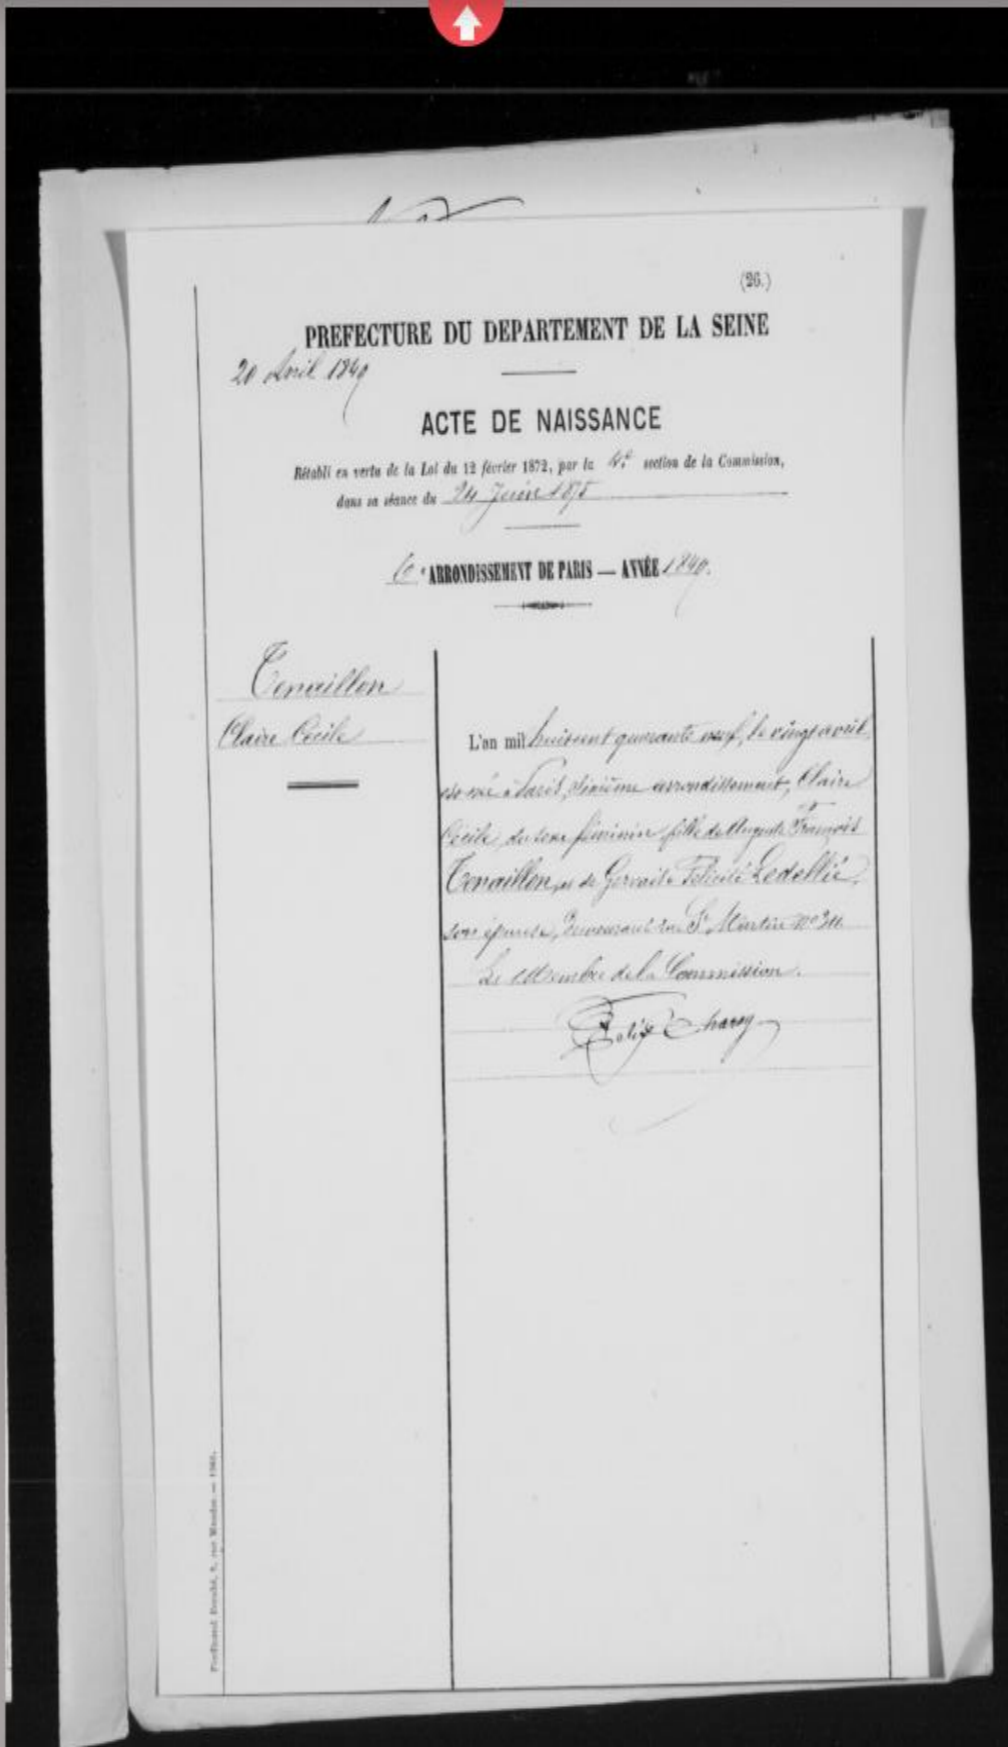 (26.)
PREFECTURE DU DEPARTEMENT DE LA SEINE
20 Avril 1849
ACTE DE NAISSANCE
Rétabli en vertu de la Loi du 12 février 1872, par la 4e section de la Commission,
dans sa séance du 24 Juin 1875
6e ARRONDISSEMENT DE PARIS — ANNÉE 1849.
Tenaillon
Claire Cécile
L'an mil huit cent quarante neuf, le vingt avril
est née à Paris, sixième arrondissement, Claire
Cécile, du sexe féminin, fille de Auguste François
Tenaillon, et de Gervaise Félicité
son épouse, demeurant rue St Martin no
Le Membre de la Commission.